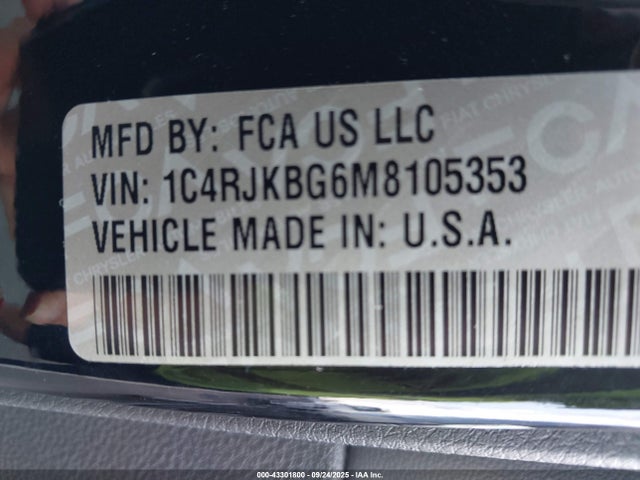 MFD BY: FCA US LLC
VIN: 1C4RJKBG6M8105353
VEHICLE MADE IN: U.S.A.
000-43301800 - 09/24/2025 - IAA Inc.